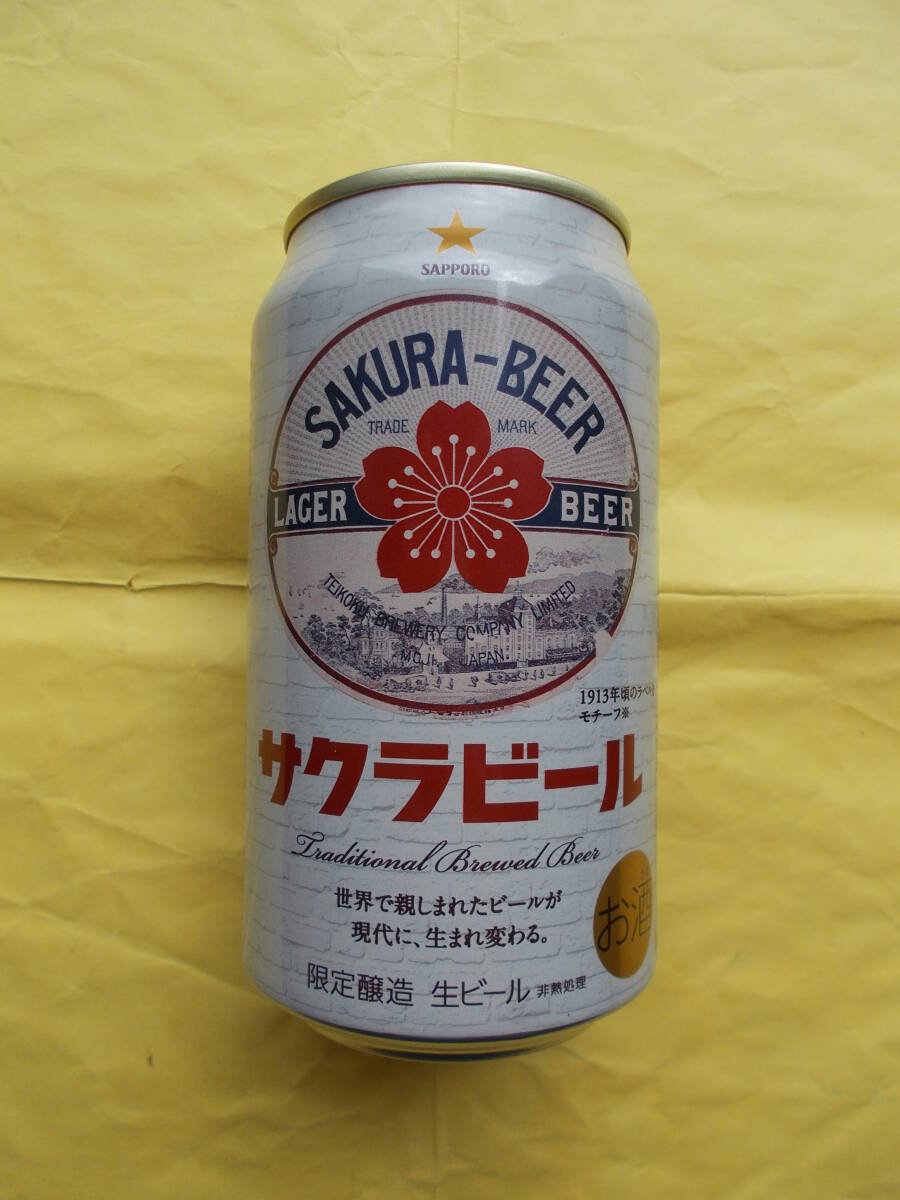 SAPPORO
SAKURA-BEER
TRADE MARK
LAGER BEER
TEIKOKU BREWERY COMPANY LIMITED
MOJI, JAPAN.
1913年頃のラベルを
モチーフ※
サクラビール
Traditional Brewed Beer
世界で親しまれたビールが
現代に、生まれ変わる。
お酒
限定醸造 生ビール 非熱処理